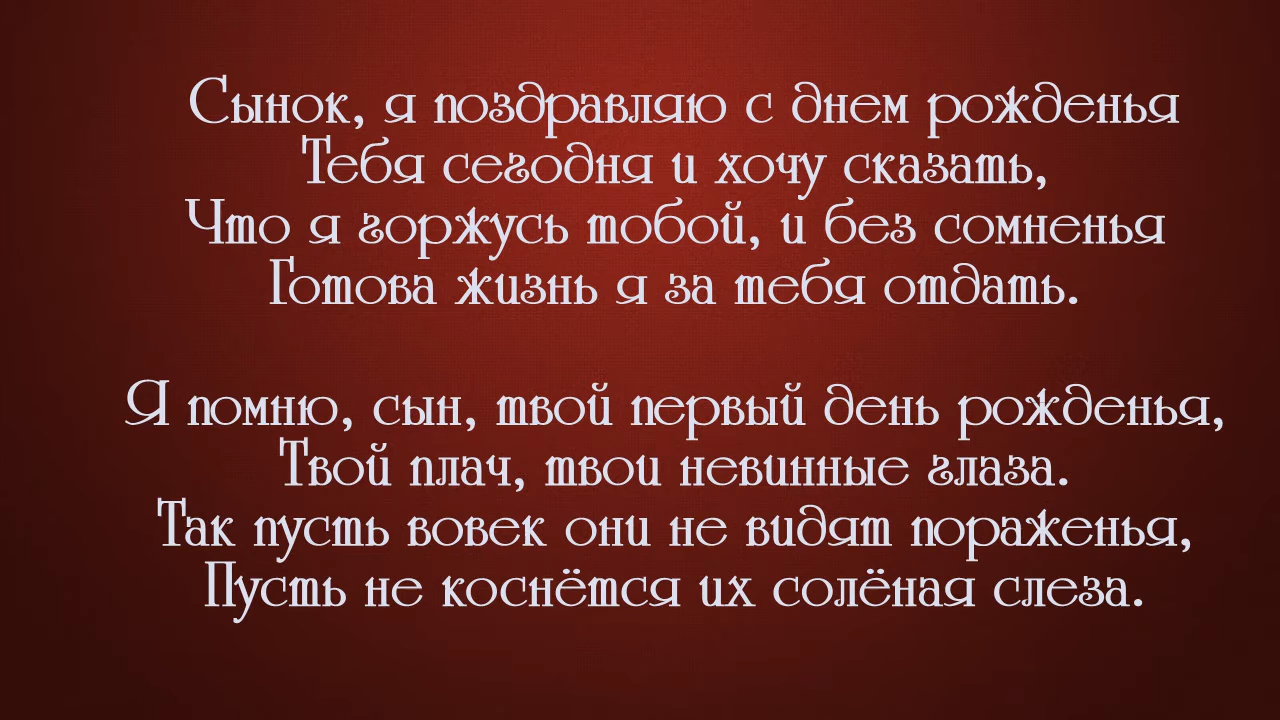 Сынок, я поздравляю с днем рожденья
Тебя сегодня и хочу сказать,
Что я горжусь тобой, и без сомненья
Готова жизнь я за тебя отдать.
Я помню, сын, твой первый день рожденья,
Твой плач, твои невинные глаза.
Так пусть вовек они не видят пораженья,
Пусть не коснётся их солёная слеза.